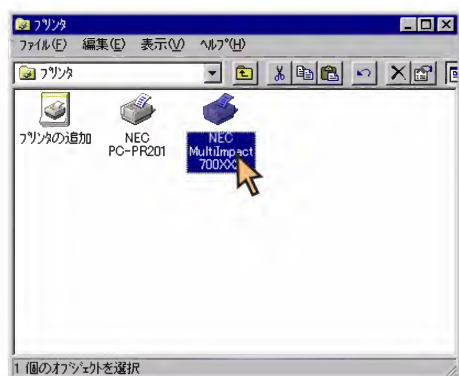 プリンタ
ファイル(F) 編集(E) 表示(V) ヘルプ(H)
プリンタ
プリンタの追加
NEC
PC-PR201
NEC
MultiImpact
700XX
1 個のオブジェクトを選択